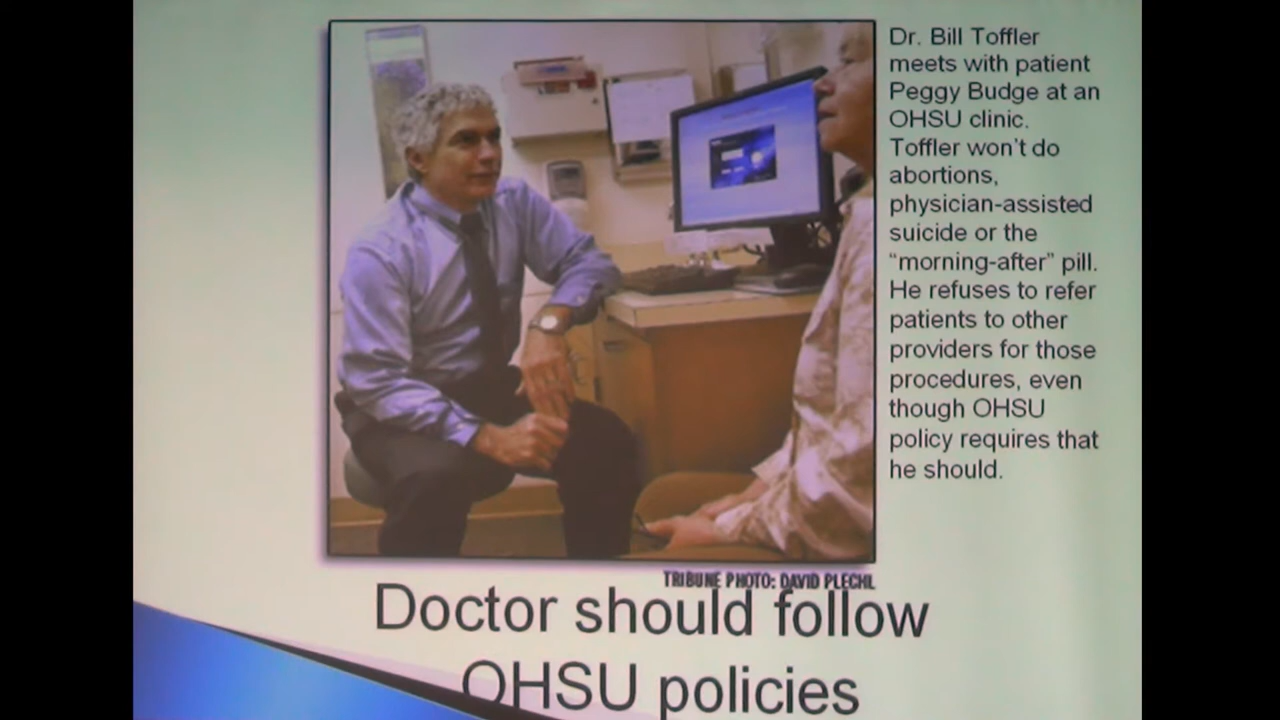 Dr. Bill Toffler
meets with patient
Peggy Budge at an
OHSU clinic.
Toffler won't do
abortions,
physician-assisted
suicide or the
“morning-after” pill.
He refuses to refer
patients to other
providers for those
procedures, even
though OHSU
policy requires that
he should.
TRIBUNE PHOTO: DAVID PLECHL
Doctor should follow
OHSU policies